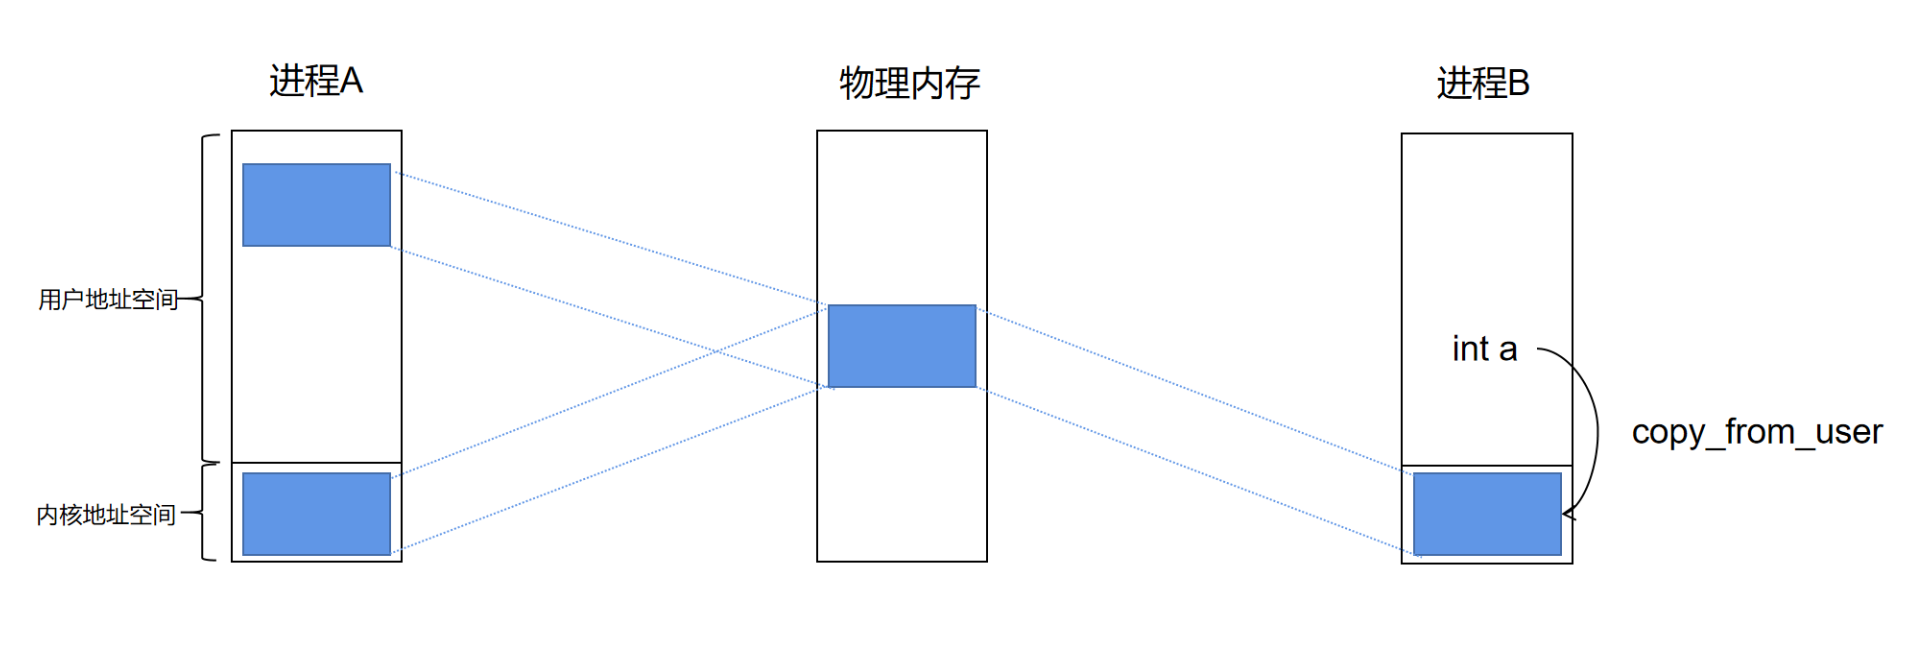 进程A
物理内存
进程B
用户地址空间
int a
copy_from_user
内核地址空间